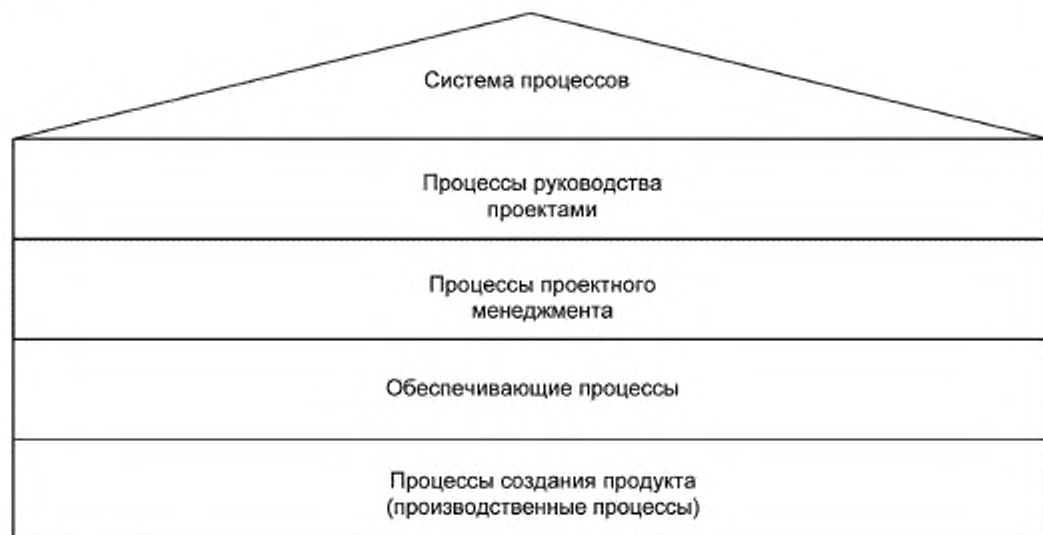 Система процессов
Процессы руководства
проектами
Процессы проектного
менеджмента
Обеспечивающие процессы
Процессы создания продукта
(производственные процессы)